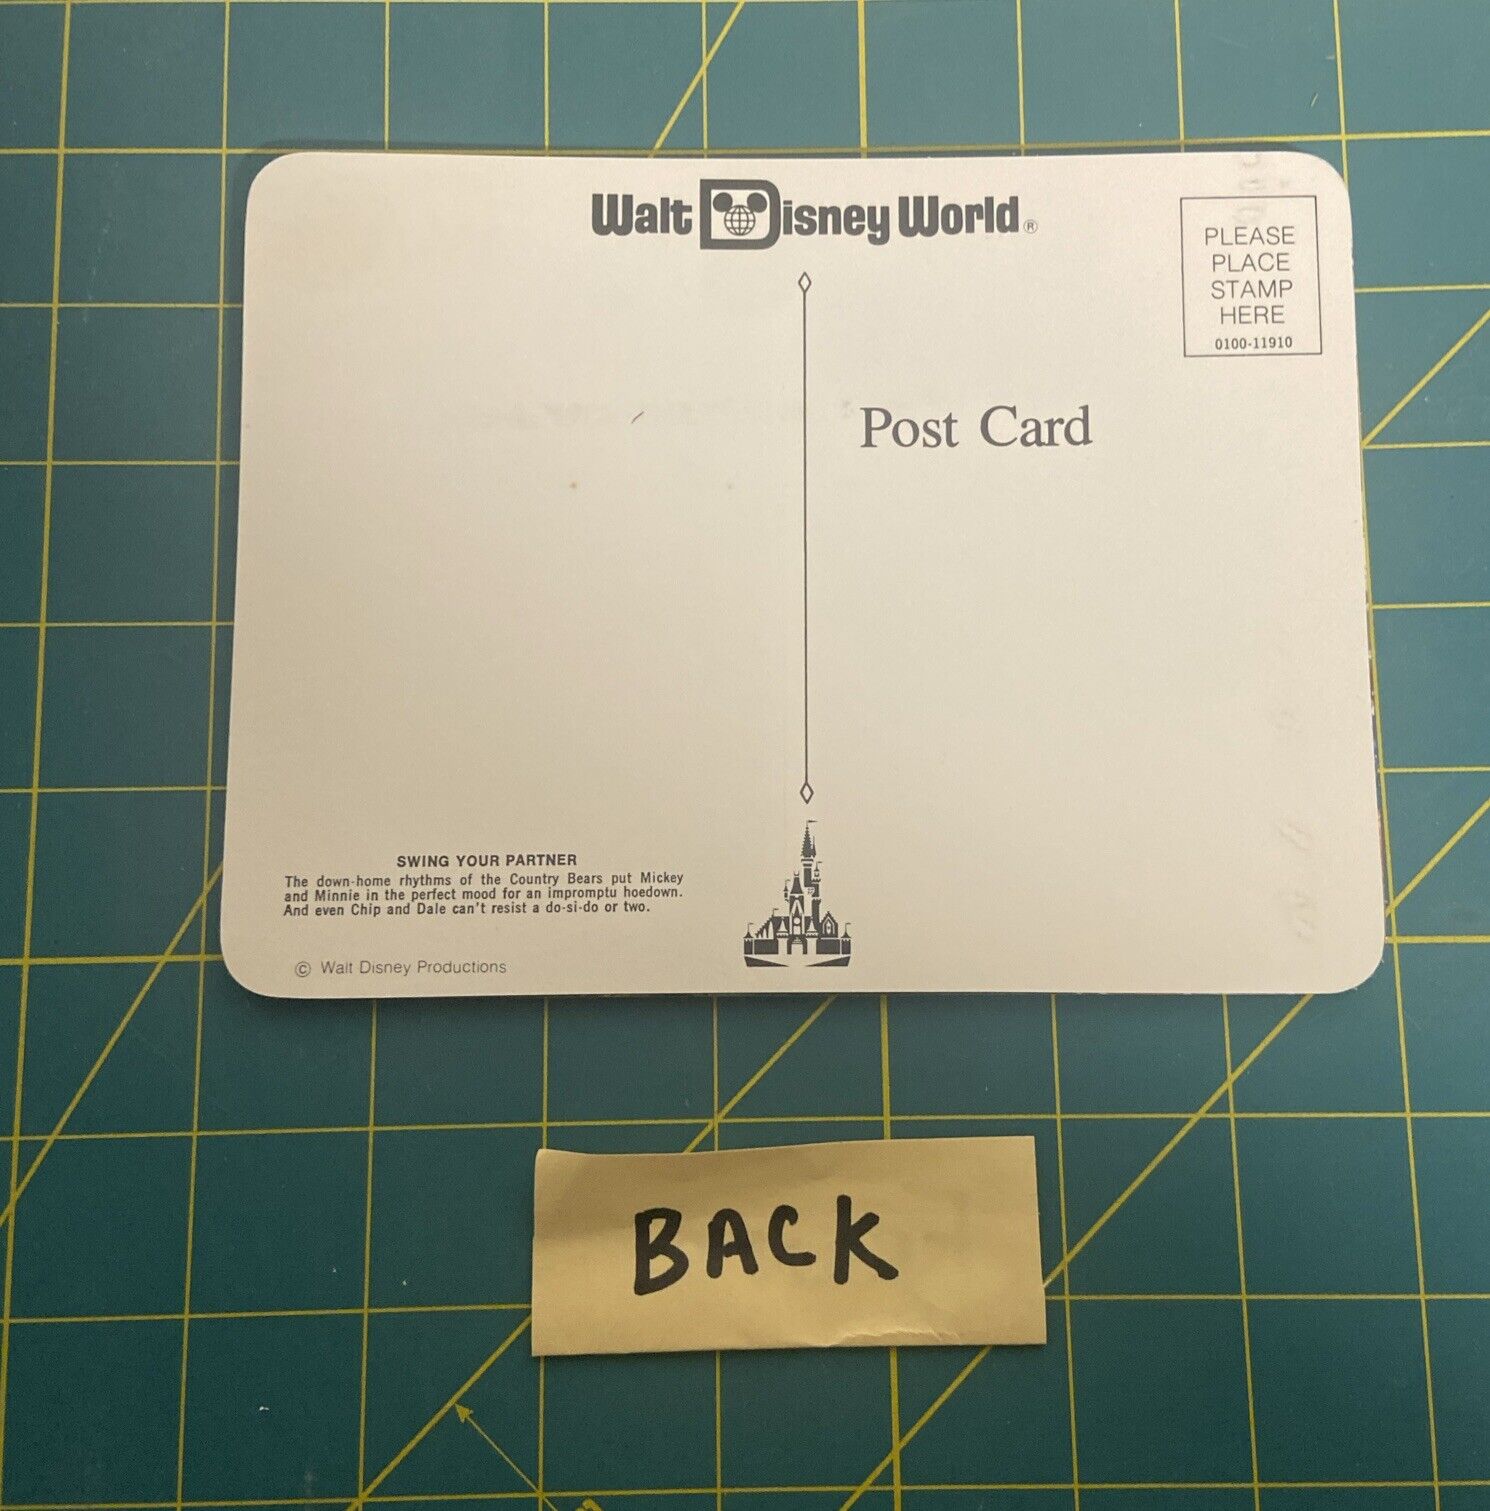 Walt Disney World®
PLEASE
PLACE
STAMP
HERE
0100-11910
Post Card
SWING YOUR PARTNER
The down-home rhythms of the Country Bears put Mickey
and Minnie in the perfect mood for an impromptu hoedown.
And even Chip and Dale can't resist a do-si-do or two.
© Walt Disney Productions
BACK